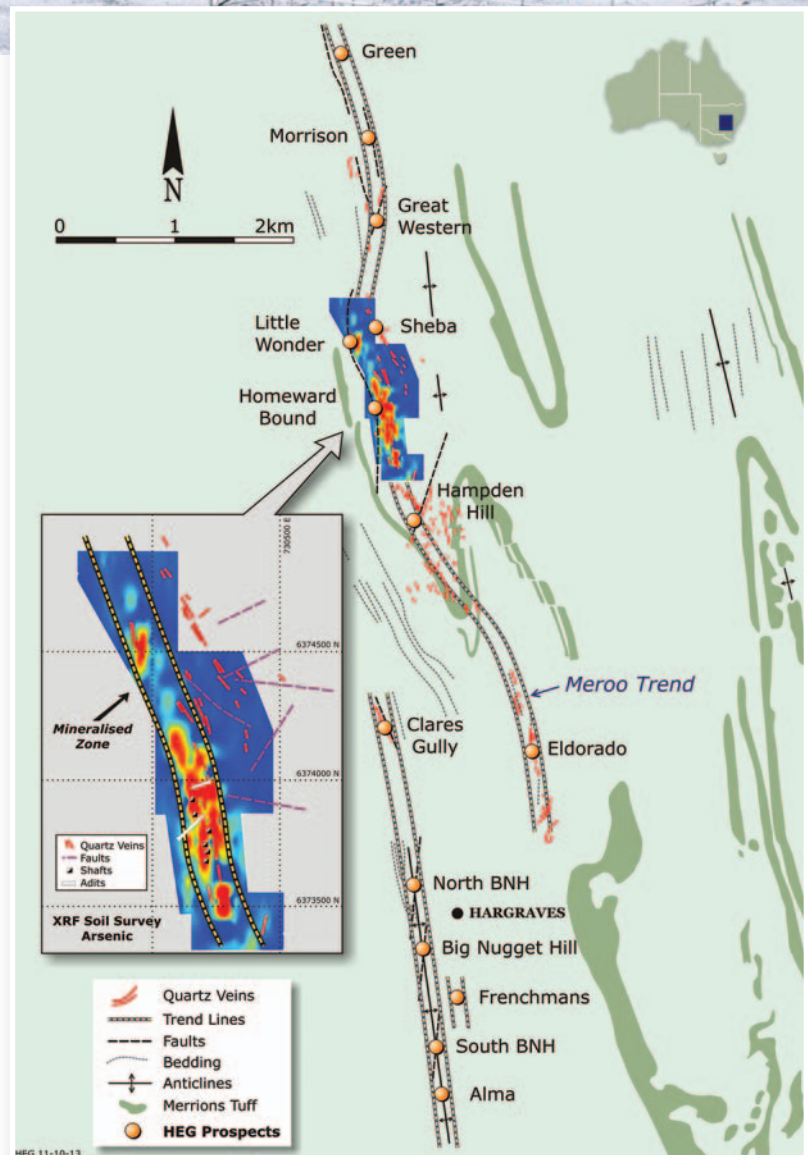 Green
Morrison
N
0 1 2km
Great
Western
Little
Wonder
Sheba
Homeward
Bound
Hampden
Hill
730500 E
6374500 N
Mineralised
Zone
6374000 N
Quartz Veins
Faults
Shafts
Adits
6373500 N
XRF Soil Survey
Arsenic
Meroo Trend
Clares
Gully
Eldorado
North BNH
HARGRAVES
Big Nugget Hill
Frenchmans
South BNH
Alma
Quartz Veins
Trend Lines
Faults
Bedding
Anticlines
Merrions Tuff
HEG Prospects
HEG 11-10-13